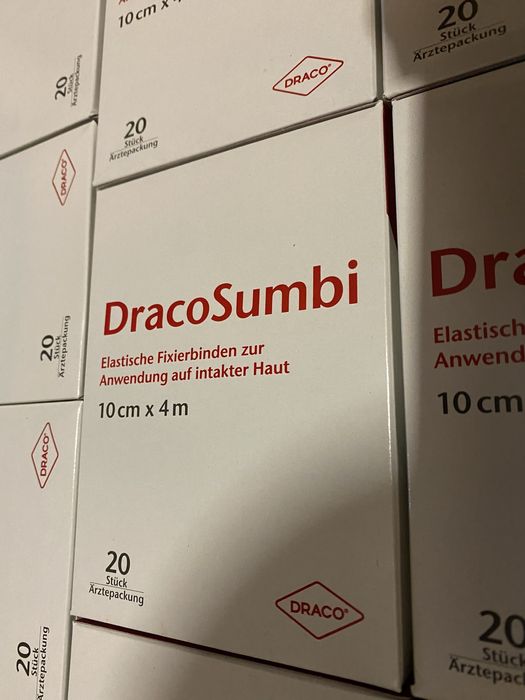 10 cm x
DRACO®
20
Stück
Ärztepackung
20
Stück
Ärztepackung
20
Stück
Ärztepackung
DRACO®
20
Stück
Ärztepackung
DracoSumbi
Elastische Fixierbinden zur
Anwendung auf intakter Haut
10 cm x 4 m
20
Stück
Ärztepackung
DRACO®
DRACO®
20
Stück
Ärztepackung
Dra
Elastisch
Anwend
10 cm
20
Stück
Ärztepac